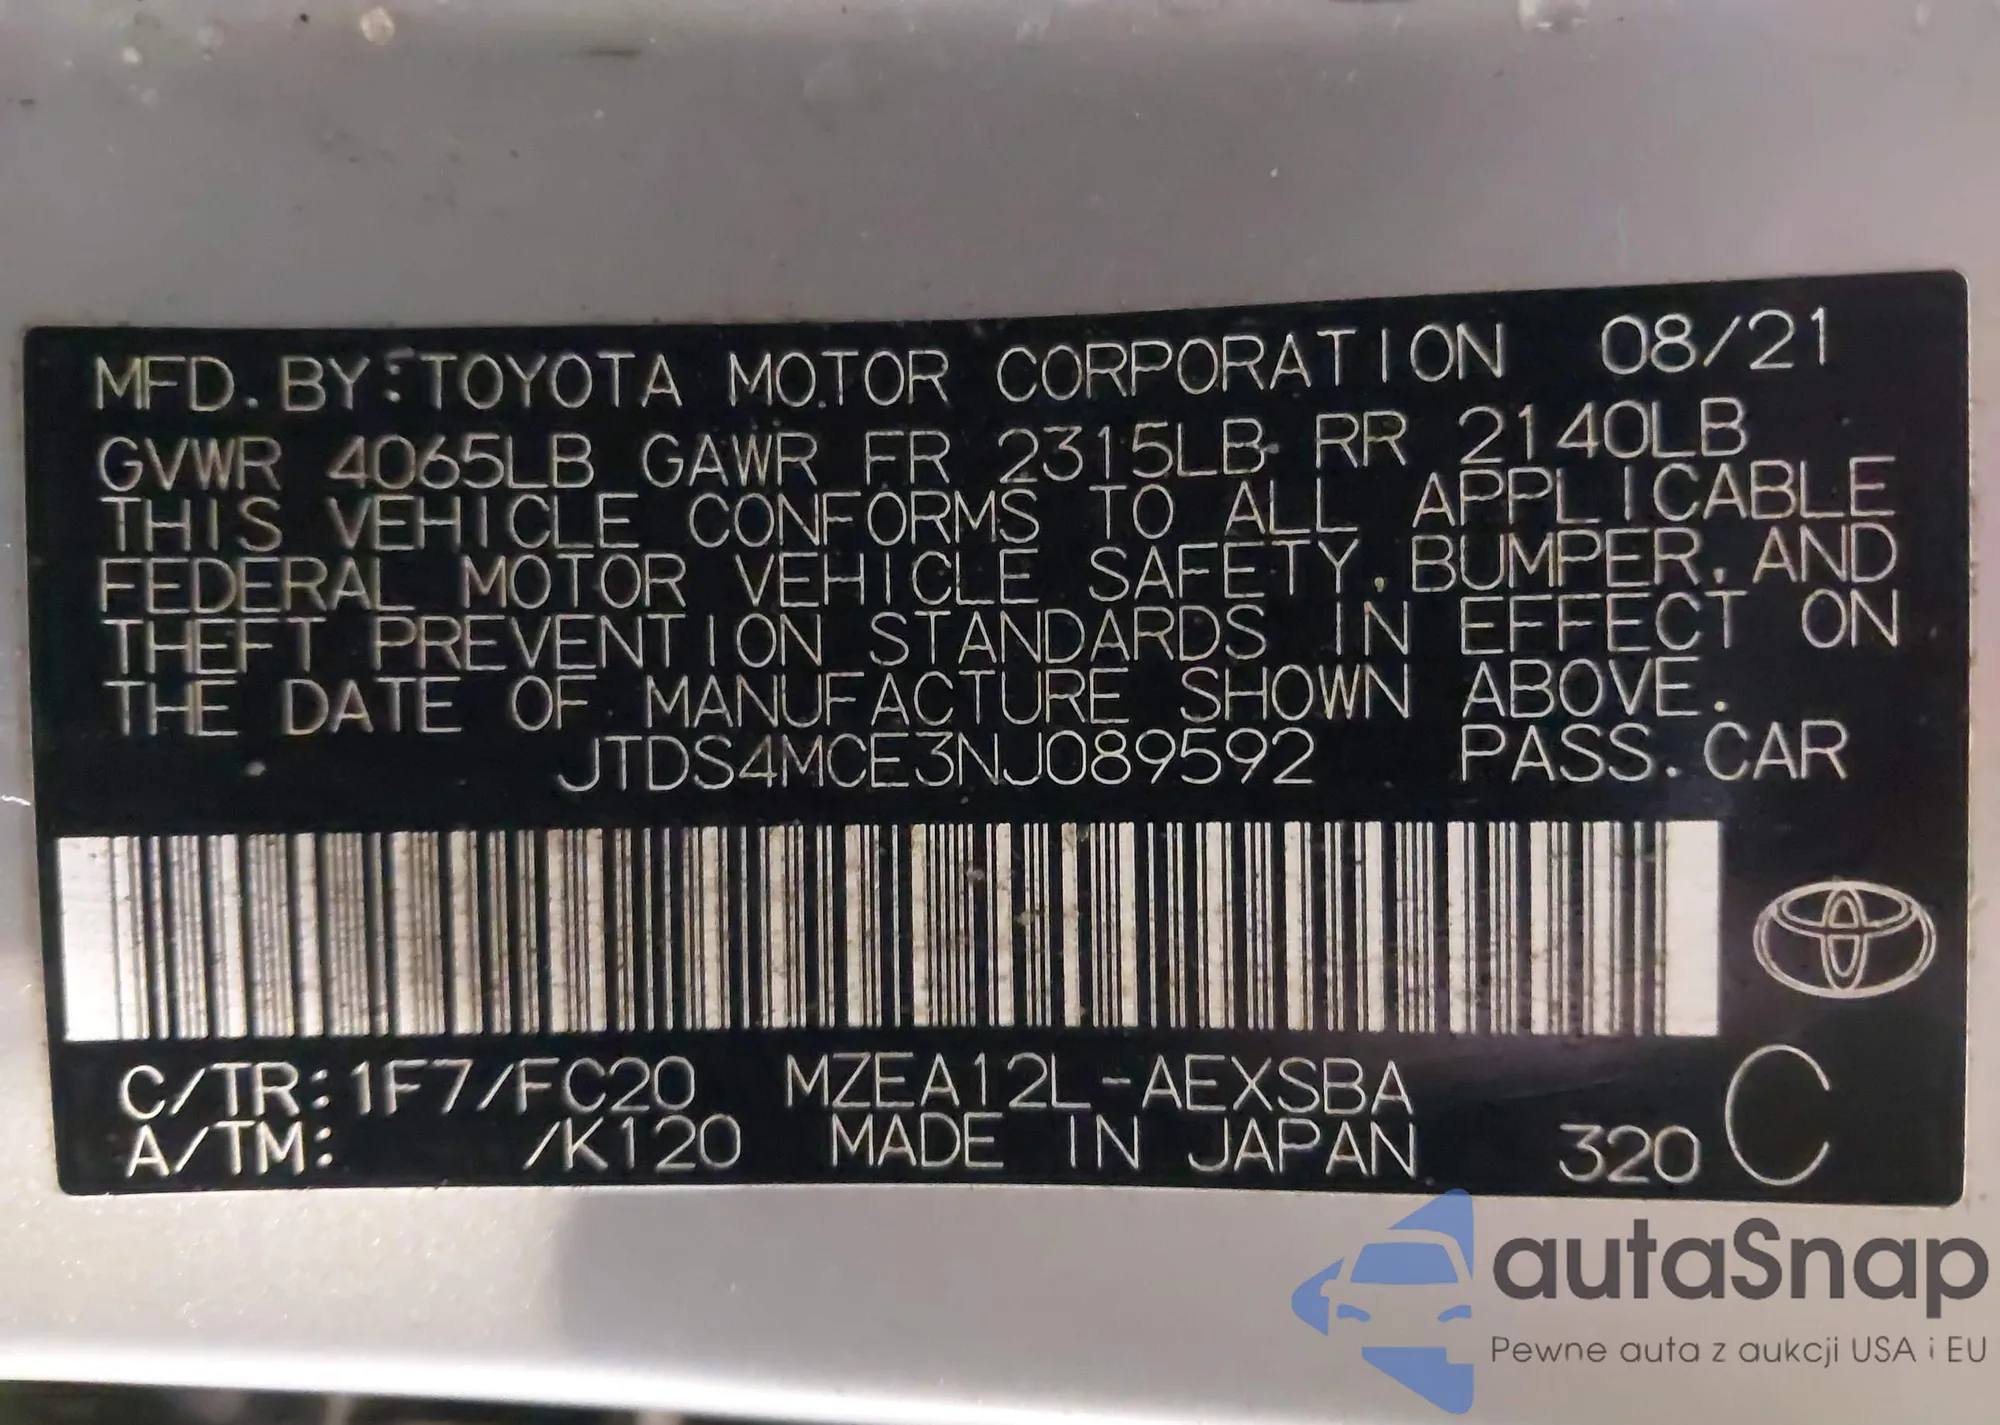 MFD. BY:TOYOTA MOTOR CORPORATION 08/21
GVWR 4065LB GAWR FR 2315LB RR 2140LB
THIS VEHICLE CONFORMS TO ALL APPLICABLE
FEDERAL MOTOR VEHICLE SAFETY, BUMPER, AND
THEFT PREVENTION STANDARDS IN EFFECT ON
THE DATE OF MANUFACTURE SHOWN ABOVE.
JTDS4MCE3NJ089592 PASS. CAR
C/TR:1F7/FC20 MZEA12L-AEXSBA
A/TM: /K120 MADE IN JAPAN 320 C
autaSnap
Pewne auta z aukcji USA i EU